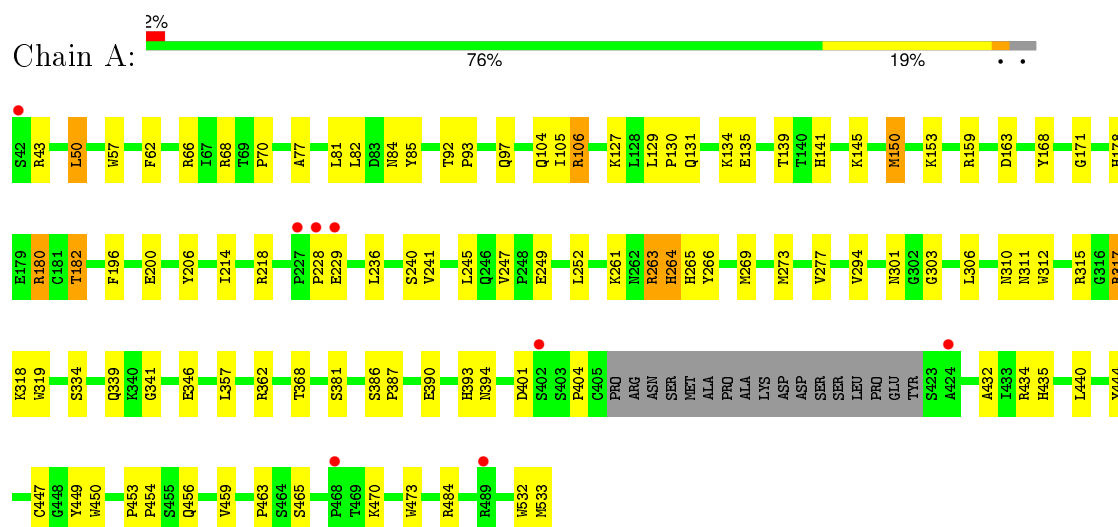 2%
Chain A:
76% 19% • •
S42 R43 L50 W57 F62 R66 I67 R68 T69 P70 A77 L81 L82 D83 N84 Y85 T92 P93 Q97 Q104 I105 R106 K127 L128 L129 P130 Q131 K134 E135 T139 T140 H141 K145 M150 K153 R159 D163 Y168 G171 H178
E179 R180 C181 T182 F196 E200 Y206 I214 R218 P227 P228 E229 L236 S240 V241 L245 Q246 V247 P248 E249 L252 K261 N262 R263 H264 H265 Y266 M269 M273 V277 V294 N301 G302 G303 L306 N310 N311 W312 R315 G316 R317
K318 W319 S334 Q339 K340 G341 E346 L357 R362 T368 S381 S386 P387 E390 H393 N394 D401 S402 S403 P404 C405 PRO ARG ASN SER MET ALA PRO ALA LYS ASP ASP SER SER LEU PRO GLU TYR S423 A424 A432 I433 R434 H435 L440 Y444
C447 G448 Y449 W450 P453 P454 S455 Q456 V459 P463 S464 S465 P468 T469 K470 W473 R484 R489 W532 M533